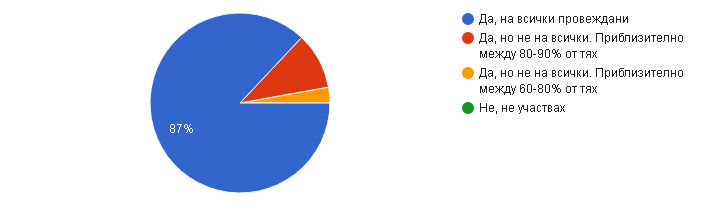 87%
Да, на всички провеждани
Да, но не на всички. Приблизително
между 80-90% от тях
Да, но не на всички. Приблизително
между 60-80% от тях
Не, не участвах